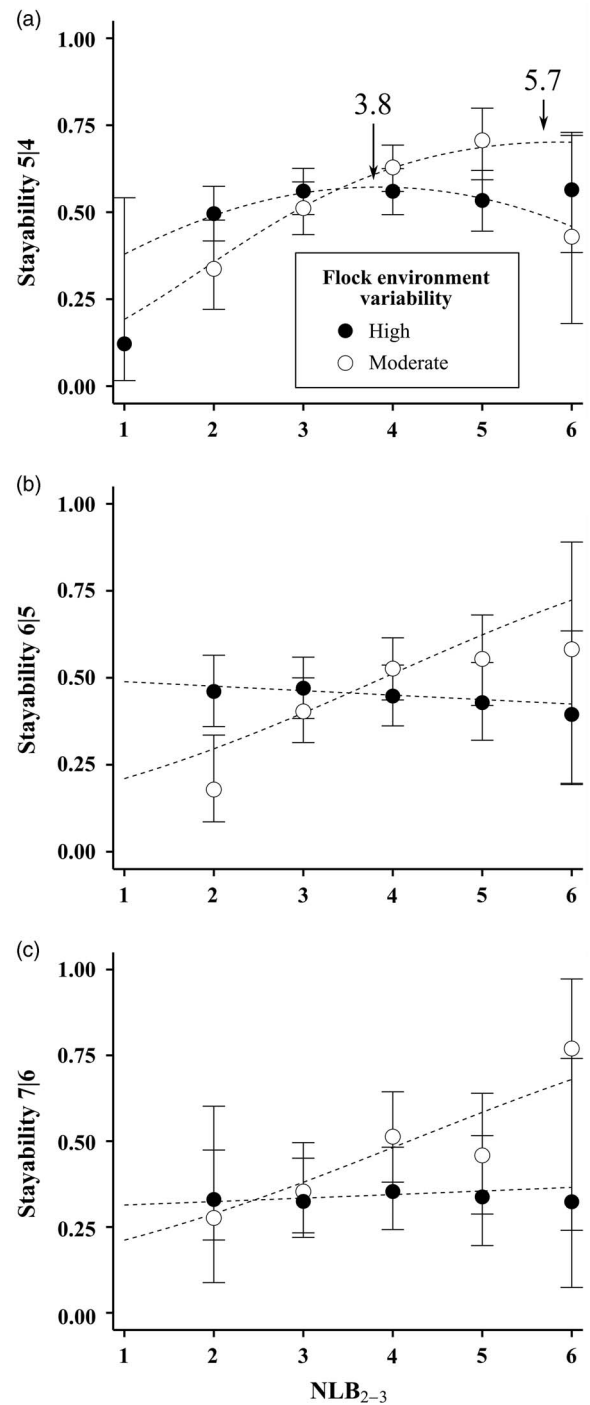 (a)
1.00
0.75
0.50
0.25
0.00
Stayability 5|4
3.8
5.7
Flock environment
variability
High
Moderate
1 2 3 4 5 6
(b)
1.00
0.75
0.50
0.25
0.00
Stayability 6|5
1 2 3 4 5 6
(c)
1.00
0.75
0.50
0.25
0.00
Stayability 7|6
1 2 3 4 5 6
NLB2–3